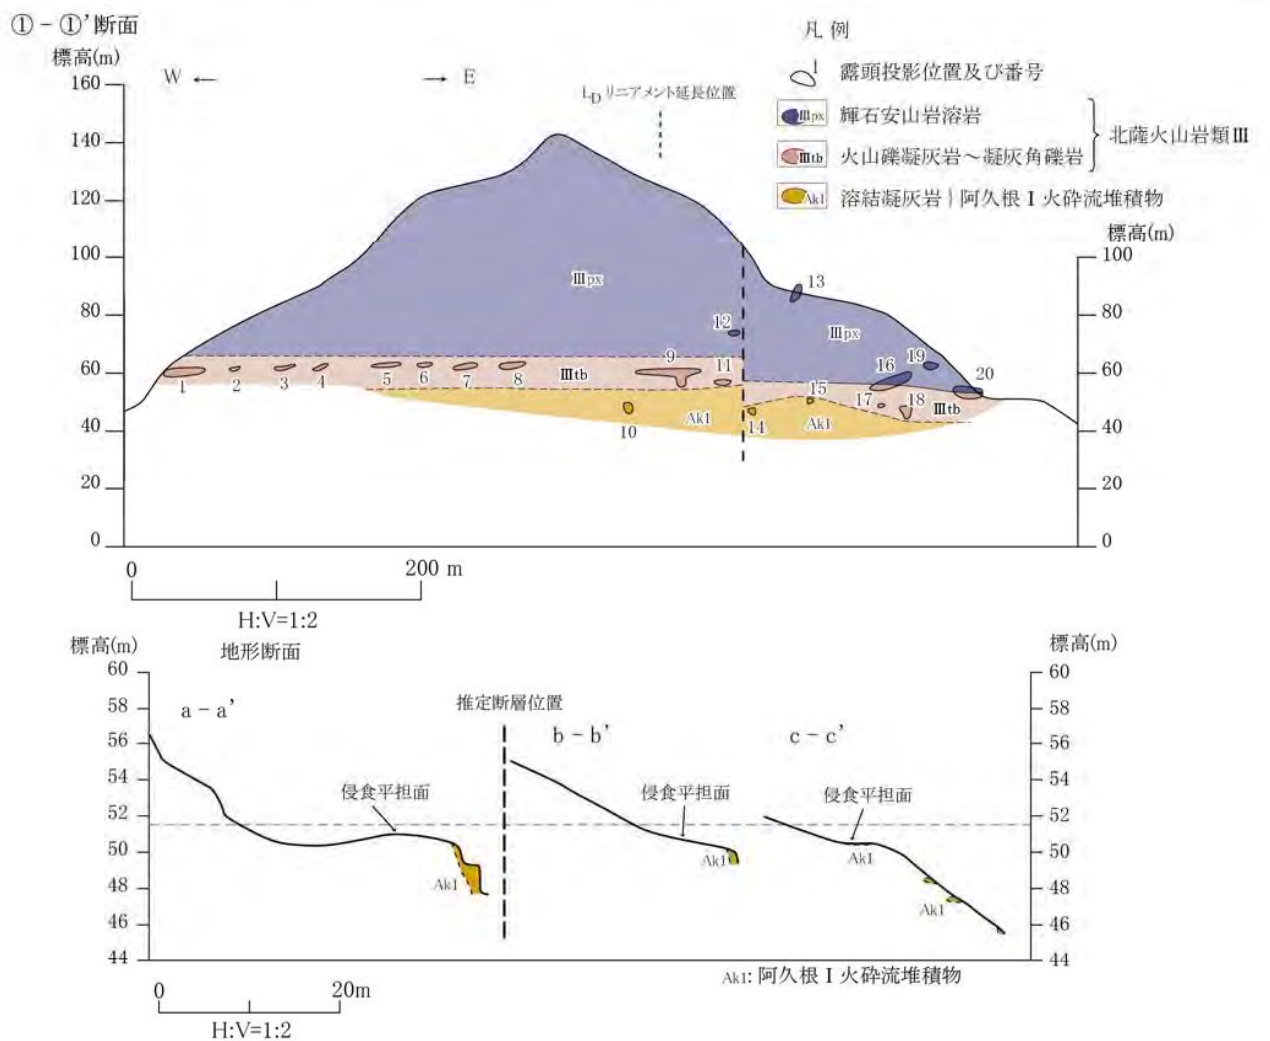 ①-①’断面
標高(m)
W ← → E
LD リニアメント延長位置
凡 例
1 露頭投影位置及び番号
Ⅲpx 輝石安山岩溶岩
Ⅲtb 火山礫凝灰岩～凝灰角礫岩
北薩火山岩類Ⅲ
Ak1 溶結凝灰岩 } 阿久根Ⅰ火砕流堆積物
標高(m)
160
140
120
100
80
60
40
20
0
100
80
60
40
20
0
Ⅲpx
Ⅲpx
Ⅲtb
Ⅲtb
Ak1
Ak1
1
2
3
4
5
6
7
8
9
10
11
12
13
14
15
16
17
18
19
20
0 200 m
H:V=1:2
標高(m)
地形断面
標高(m)
60
58
56
54
52
50
48
46
44
60
58
56
54
52
50
48
46
44
a-a’
推定断層位置
b-b’
c-c’
侵食平担面
侵食平担面
侵食平担面
Ak1
Ak1
Ak1
Ak1
Ak1: 阿久根Ⅰ火砕流堆積物
0 20m
H:V=1:2